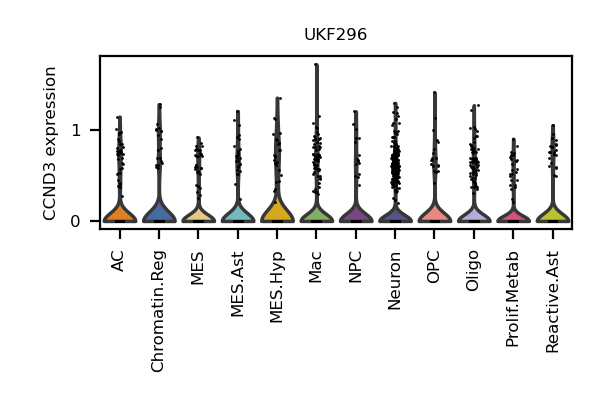 UKF296
CCND3 expression
1
0
AC
Chromatin.Reg
MES
MES.Ast
MES.Hyp
Mac
NPC
Neuron
OPC
Oligo
Prolif.Metab
Reactive.Ast